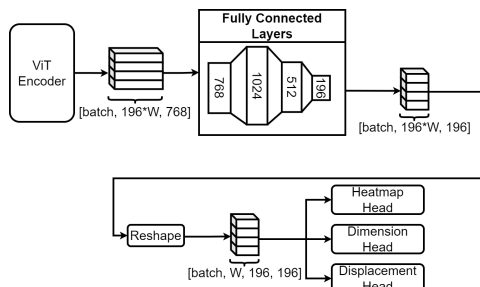 Fully Connected
Layers
ViT
Encoder
768
1024
512
196
[batch, 196*W, 768]
[batch, 196*W, 196]
Heatmap
Head
Reshape
Dimension
Head
[batch, W, 196, 196]
Displacement
Head